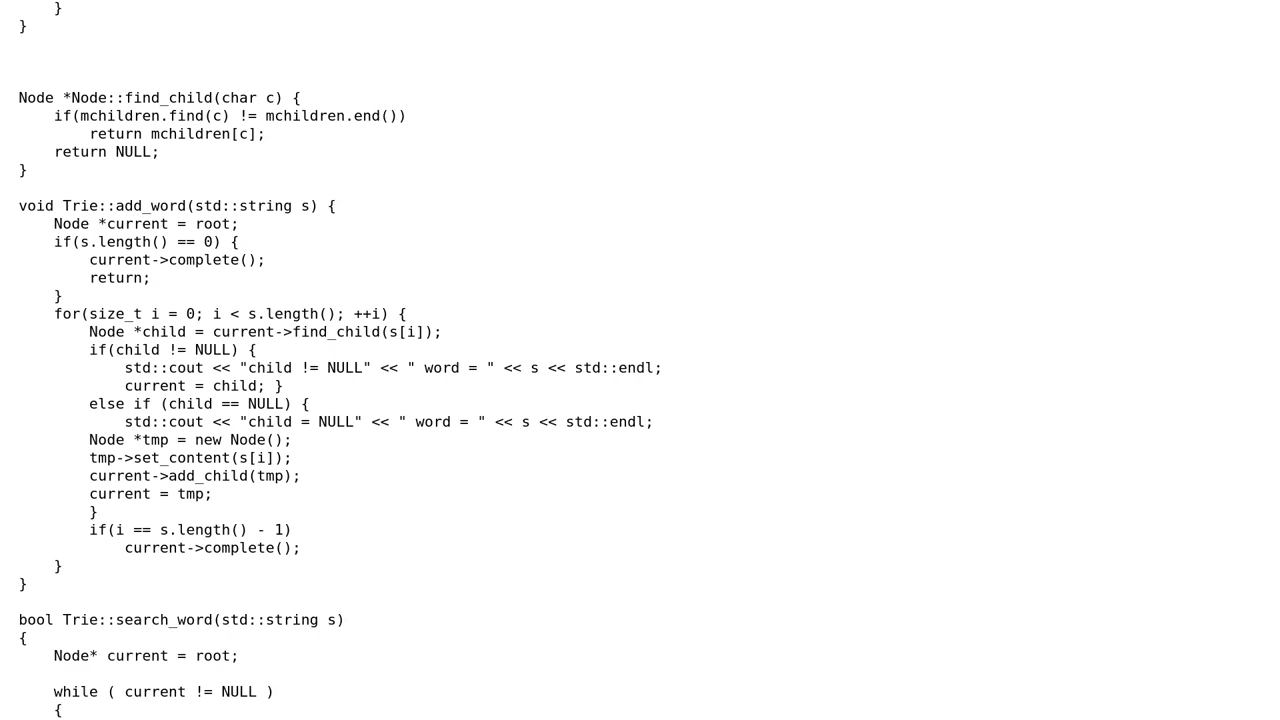 }
}

Node *Node::find_child(char c) {
    if(mchildren.find(c) != mchildren.end())
        return mchildren[c];
    return NULL;
}

void Trie::add_word(std::string s) {
    Node *current = root;
    if(s.length() == 0) {
        current->complete();
        return;
    }
    for(size_t i = 0; i < s.length(); ++i) {
        Node *child = current->find_child(s[i]);
        if(child != NULL) {
            std::cout << "child != NULL" << " word = " << s << std::endl;
            current = child; }
        else if (child == NULL) {
            std::cout << "child = NULL" << " word = " << s << std::endl;
        Node *tmp = new Node();
        tmp->set_content(s[i]);
        current->add_child(tmp);
        current = tmp;
        }
        if(i == s.length() - 1)
            current->complete();
    }
}

bool Trie::search_word(std::string s)
{
    Node* current = root;

    while ( current != NULL )
    {